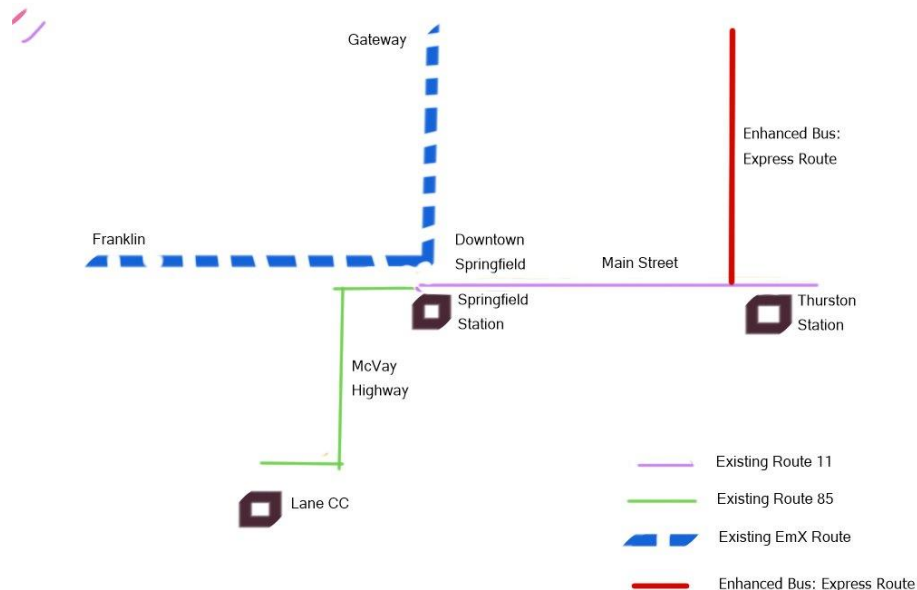 Gateway
Enhanced Bus:
Express Route
Franklin
Downtown
Springfield
Main Street
Springfield
Station
Thurston
Station
McVay
Highway
Lane CC
Existing Route 11
Existing Route 85
Existing EmX Route
Enhanced Bus: Express Route